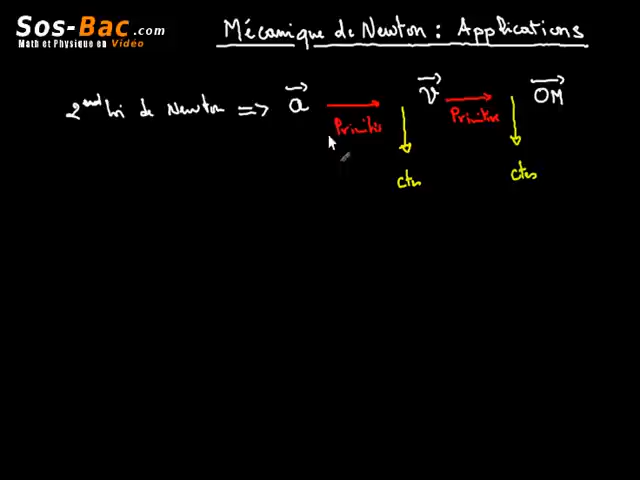 Sos-Bac.com
Math et Physique en Vidéo
Mécanique de Newton : Applications
2nd loi de Newton => a Primitive V Primitive OM
ctes ctes